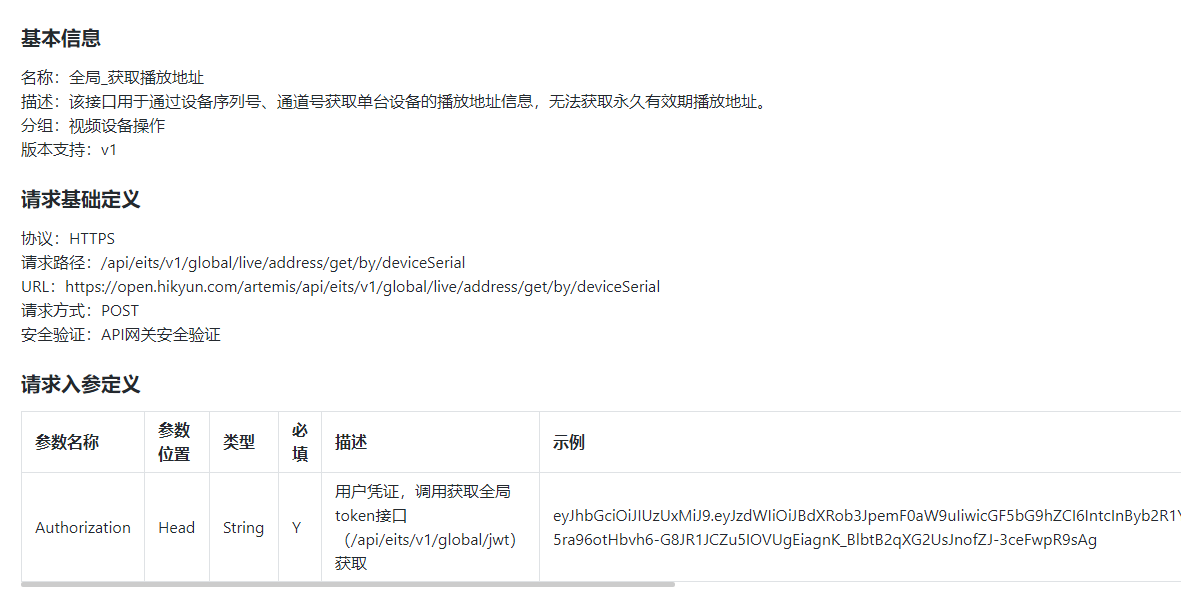 基本信息
名称：全局_获取播放地址
描述：该接口用于通过设备序列号、通道号获取单台设备的播放地址信息，无法获取永久有效期播放地址。
分组：视频设备操作
版本支持：v1
请求基础定义
协议：HTTPS
请求路径：/api/eits/v1/global/live/address/get/by/deviceSerial
URL：https://open.hikyun.com/artemis/api/eits/v1/global/live/address/get/by/deviceSerial
请求方式：POST
安全验证：API网关安全验证
请求入参定义
参数名称 参数位置 类型 必填 描述 示例
Authorization Head String Y 用户凭证，调用获取全局token接口（/api/eits/v1/global/jwt）获取
eyJhbGciOiJIUzUxMiJ9.eyJzdWIiOiJBdXRob3JpemF0aW9uIiwicGF5bG9hZCI6IntcInByb2R1Y
5ra96otHbvh6-G8JR1JCZu5IOVUgEiagnK_BlbtB2qXG2UsJnofZJ-3ceFwpR9sAg